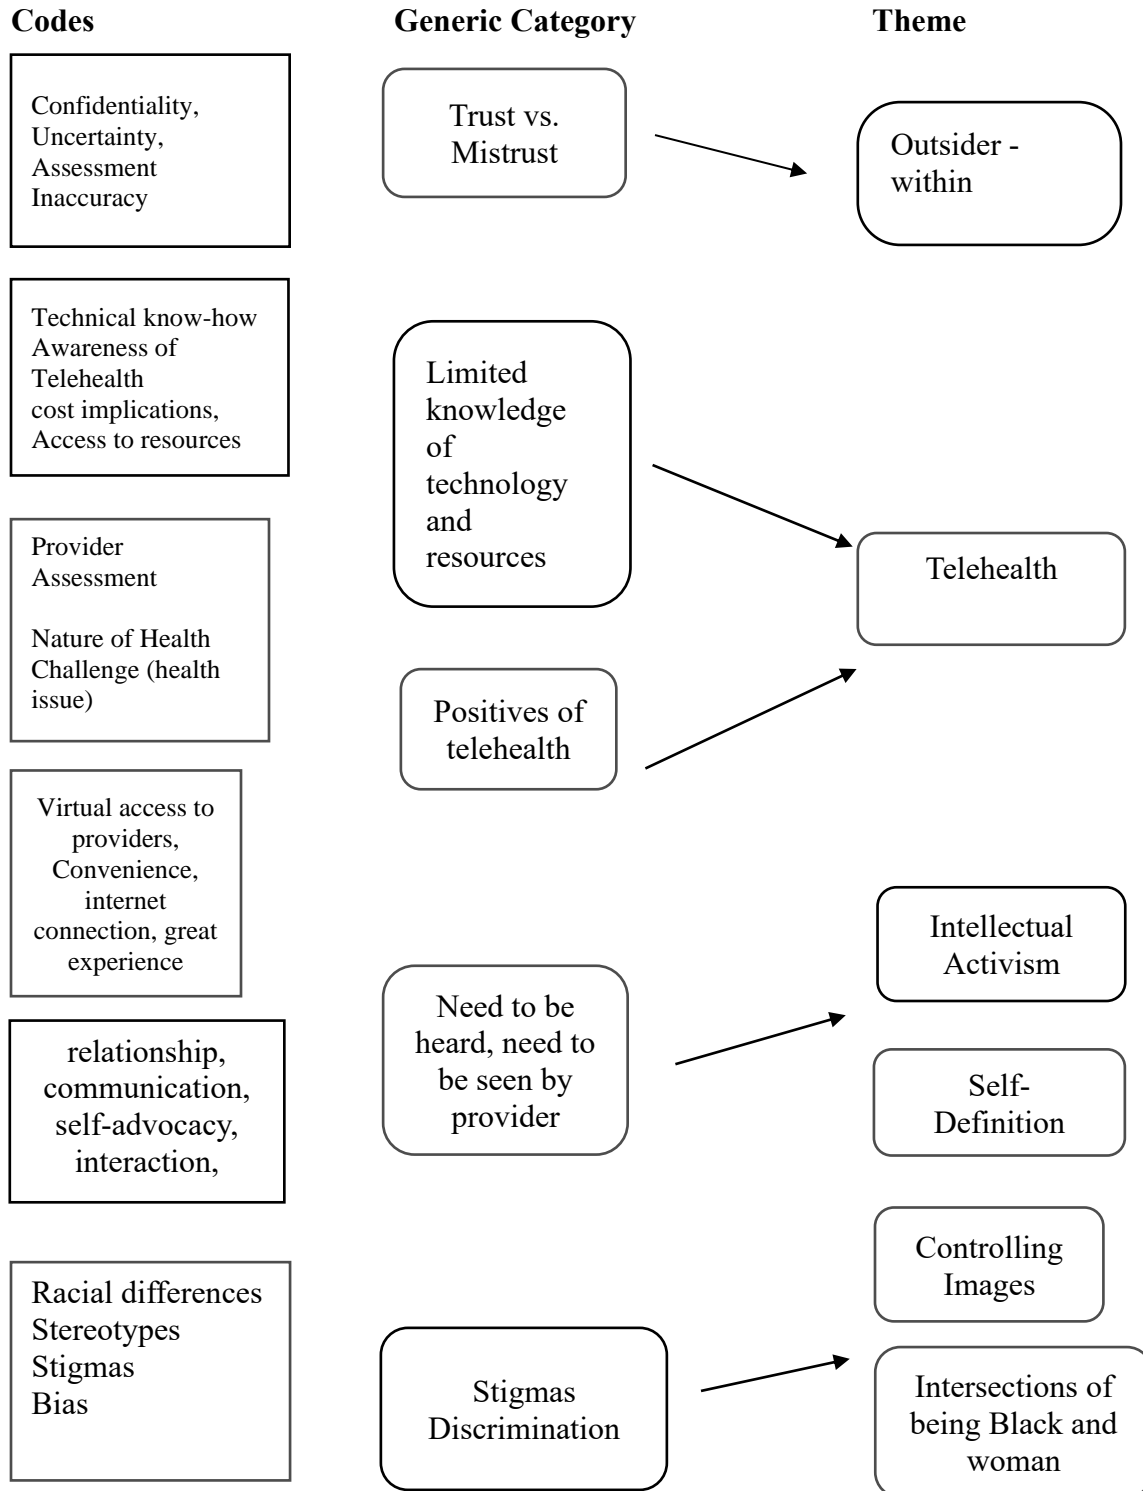 Codes
Generic Category
Theme
Confidentiality,
Uncertainty,
Assessment
Inaccuracy
Trust vs.
Mistrust
Outsider -
within
Technical know-how
Awareness of
Telehealth
cost implications,
Access to resources
Limited
knowledge
of
technology
and
resources
Telehealth
Provider
Assessment
Nature of Health
Challenge (health
issue)
Positives of
telehealth
Virtual access to
providers,
Convenience,
internet
connection, great
experience
Intellectual
Activism
relationship,
communication,
self-advocacy,
interaction,
Need to be
heard, need to
be seen by
provider
Self-
Definition
Controlling
Images
Racial differences
Stereotypes
Stigmas
Bias
Stigmas
Discrimination
Intersections of
being Black and
woman